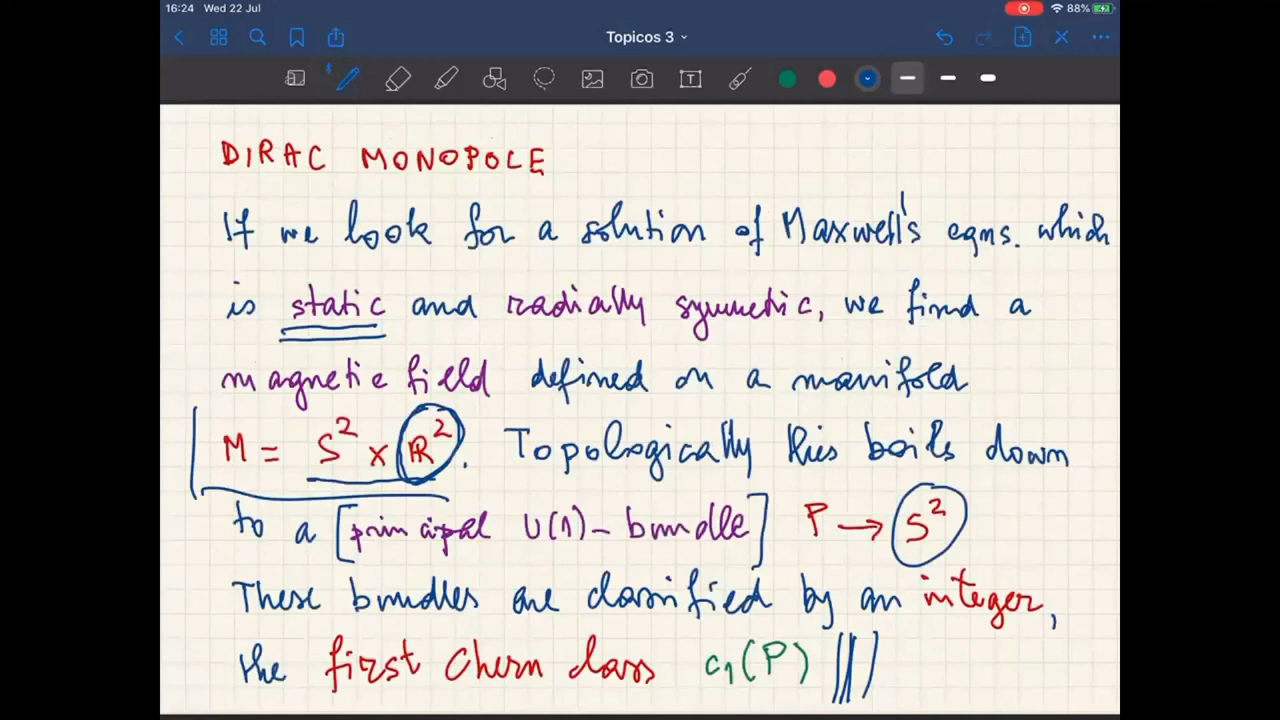 16:24 Wed 22 Jul 88%
Topicos 3
DIRAC MONOPOLE
If we look for a solution of Maxwell's eqns. which
is static and radially symmetric, we find a
magnetic field defined on a manifold
M = S² × ℝ². Topologically this boils down
to a [principal U(1)-bundle] P → S²
These bundles are classified by an integer,
the first Chern class c₁(P)